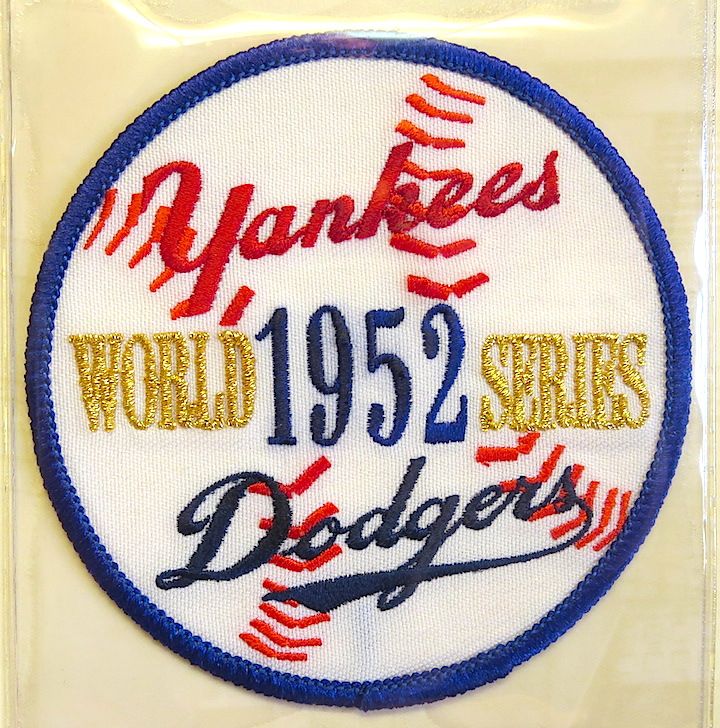 Yankees
WORLD 1952 SERIES
Dodgers